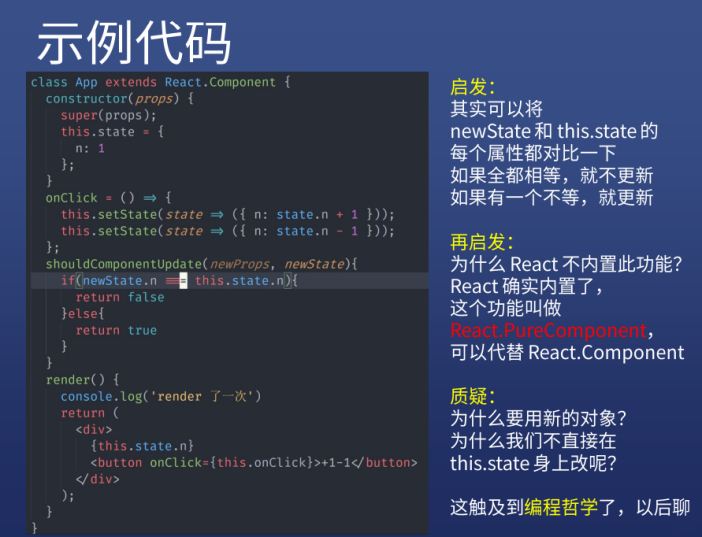 示例代码
class App extends React.Component {
  constructor(props) {
    super(props);
    this.state = {
      n: 1
    };
  }
  onClick = () => {
    this.setState(state => ({ n: state.n + 1 }));
    this.setState(state => ({ n: state.n - 1 }));
  };
  shouldComponentUpdate(newProps, newState){
    if(newState.n === this.state.n){
      return false
    }else{
      return true
    }
  }
  render() {
    console.log('render 了一次')
    return (
      <div>
        {this.state.n}
        <button onClick={this.onClick}>+1-1</button>
      </div>
    );
  }
}
启发：
其实可以将
newState 和 this.state 的
每个属性都对比一下
如果全都相等，就不更新
如果有一个不等，就更新
再启发：
为什么 React 不内置此功能？
React 确实内置了，
这个功能叫做
React.PureComponent，
可以代替 React.Component
质疑：
为什么要用新的对象？
为什么我们不直接在
this.state 身上改呢？
这触及到编程哲学了，以后聊